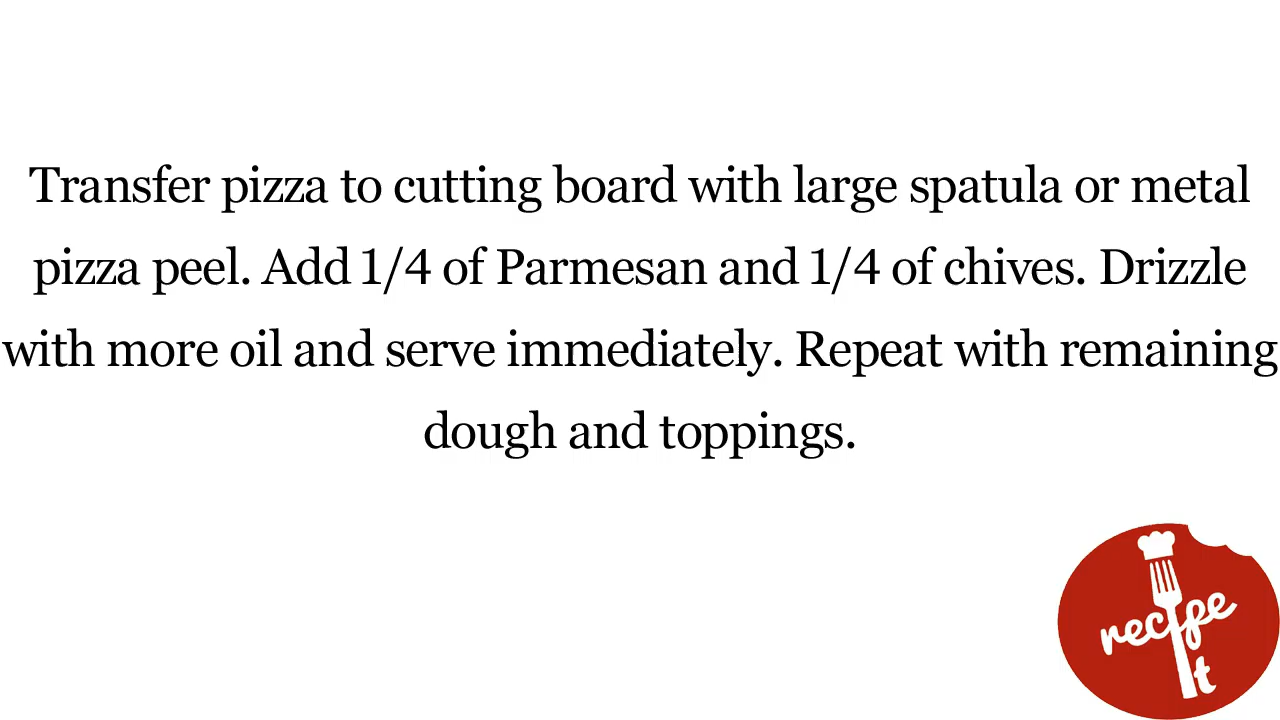 Transfer pizza to cutting board with large spatula or metal
pizza peel. Add 1/4 of Parmesan and 1/4 of chives. Drizzle
with more oil and serve immediately. Repeat with remaining
dough and toppings.
recipe
It